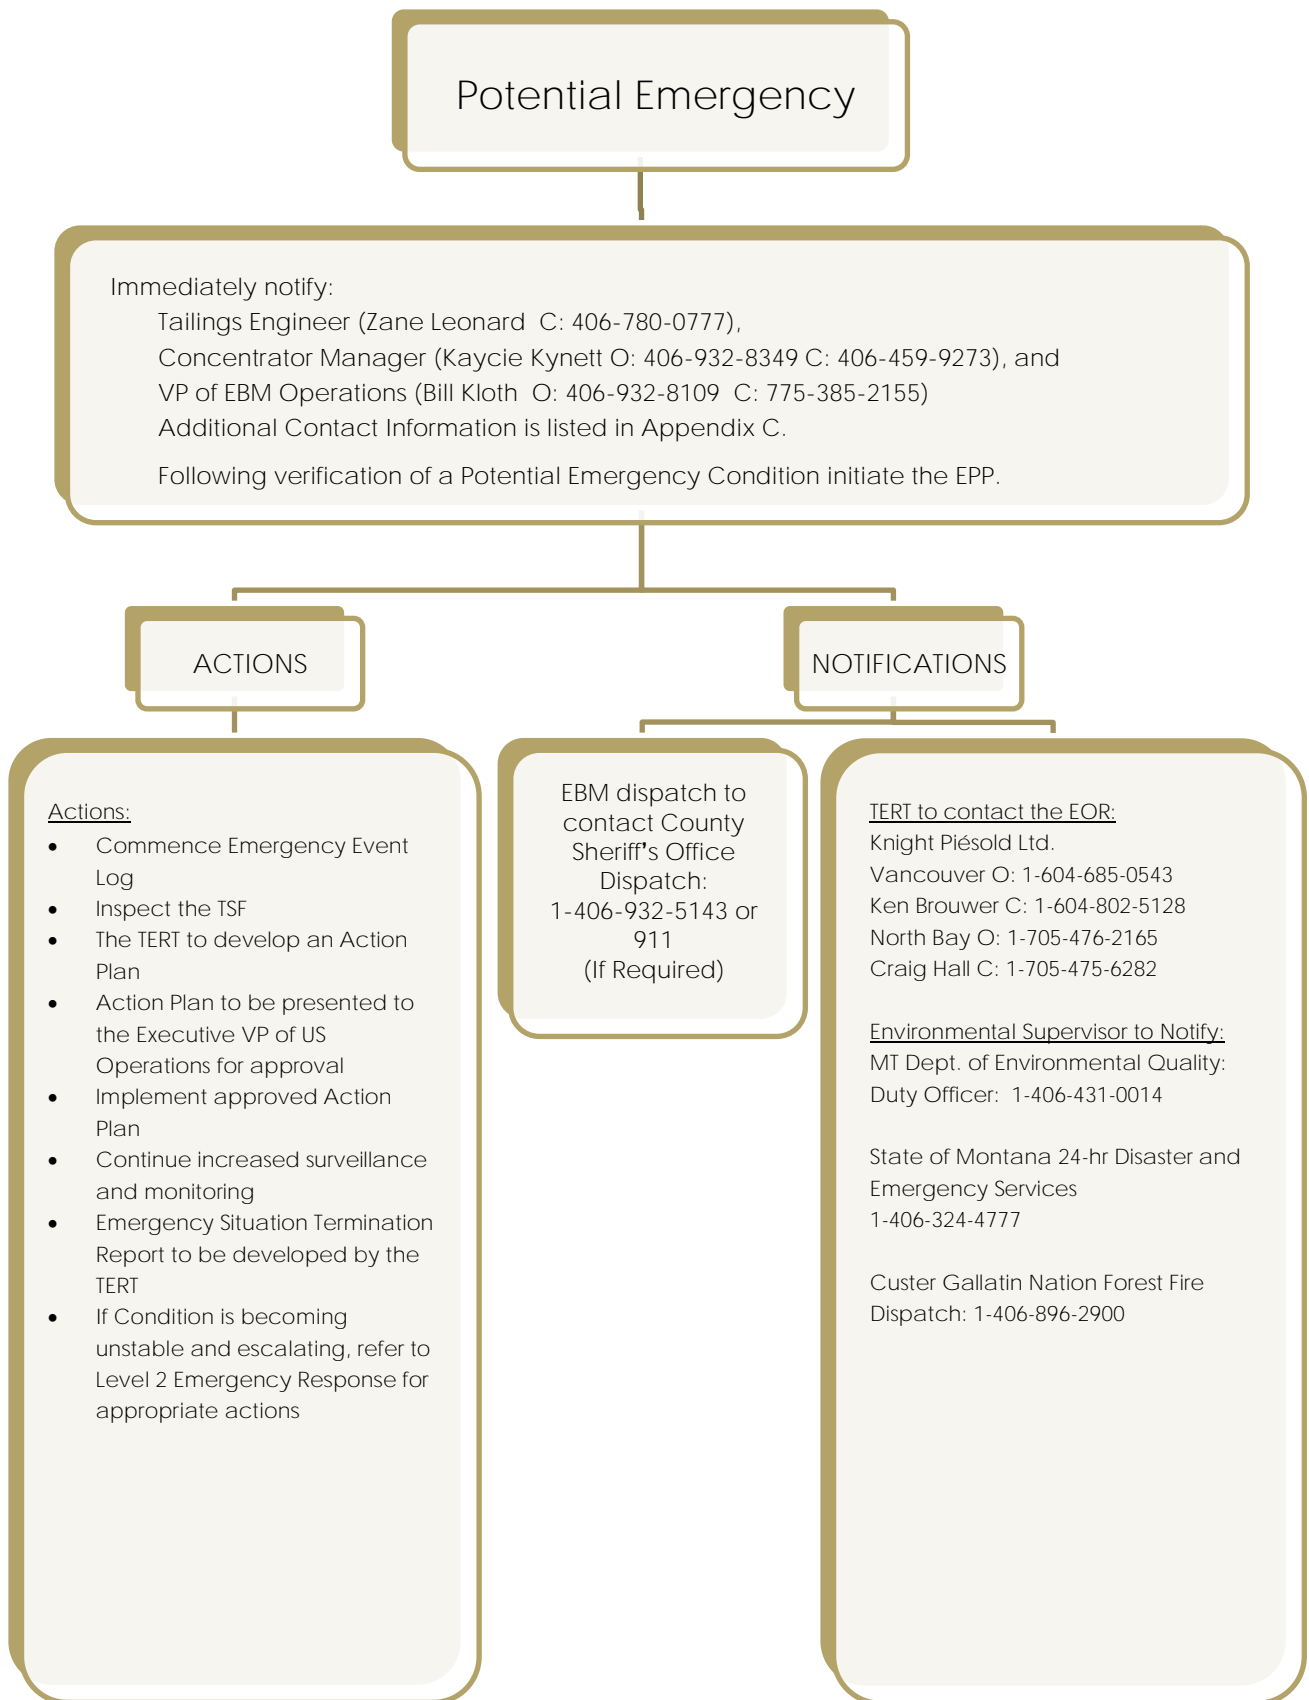 Potential Emergency
Immediately notify:
Tailings Engineer (Zane Leonard C: 406-780-0777),
Concentrator Manager (Kaycie Kynett O: 406-932-8349 C: 406-459-9273), and
VP of EBM Operations (Bill Kloth O: 406-932-8109 C: 775-385-2155)
Additional Contact Information is listed in Appendix C.
Following verification of a Potential Emergency Condition initiate the EPP.
ACTIONS
NOTIFICATIONS
Actions:
• Commence Emergency Event
Log
• Inspect the TSF
• The TERT to develop an Action
Plan
• Action Plan to be presented to
the Executive VP of US
Operations for approval
• Implement approved Action
Plan
• Continue increased surveillance
and monitoring
• Emergency Situation Termination
Report to be developed by the
TERT
• If Condition is becoming
unstable and escalating, refer to
Level 2 Emergency Response for
appropriate actions
EBM dispatch to
contact County
Sheriff's Office
Dispatch:
1-406-932-5143 or
911
(If Required)
TERT to contact the EOR:
Knight Piésold Ltd.
Vancouver O: 1-604-685-0543
Ken Brouwer C: 1-604-802-5128
North Bay O: 1-705-476-2165
Craig Hall C: 1-705-475-6282
Environmental Supervisor to Notify:
MT Dept. of Environmental Quality:
Duty Officer: 1-406-431-0014
State of Montana 24-hr Disaster and
Emergency Services
1-406-324-4777
Custer Gallatin Nation Forest Fire
Dispatch: 1-406-896-2900